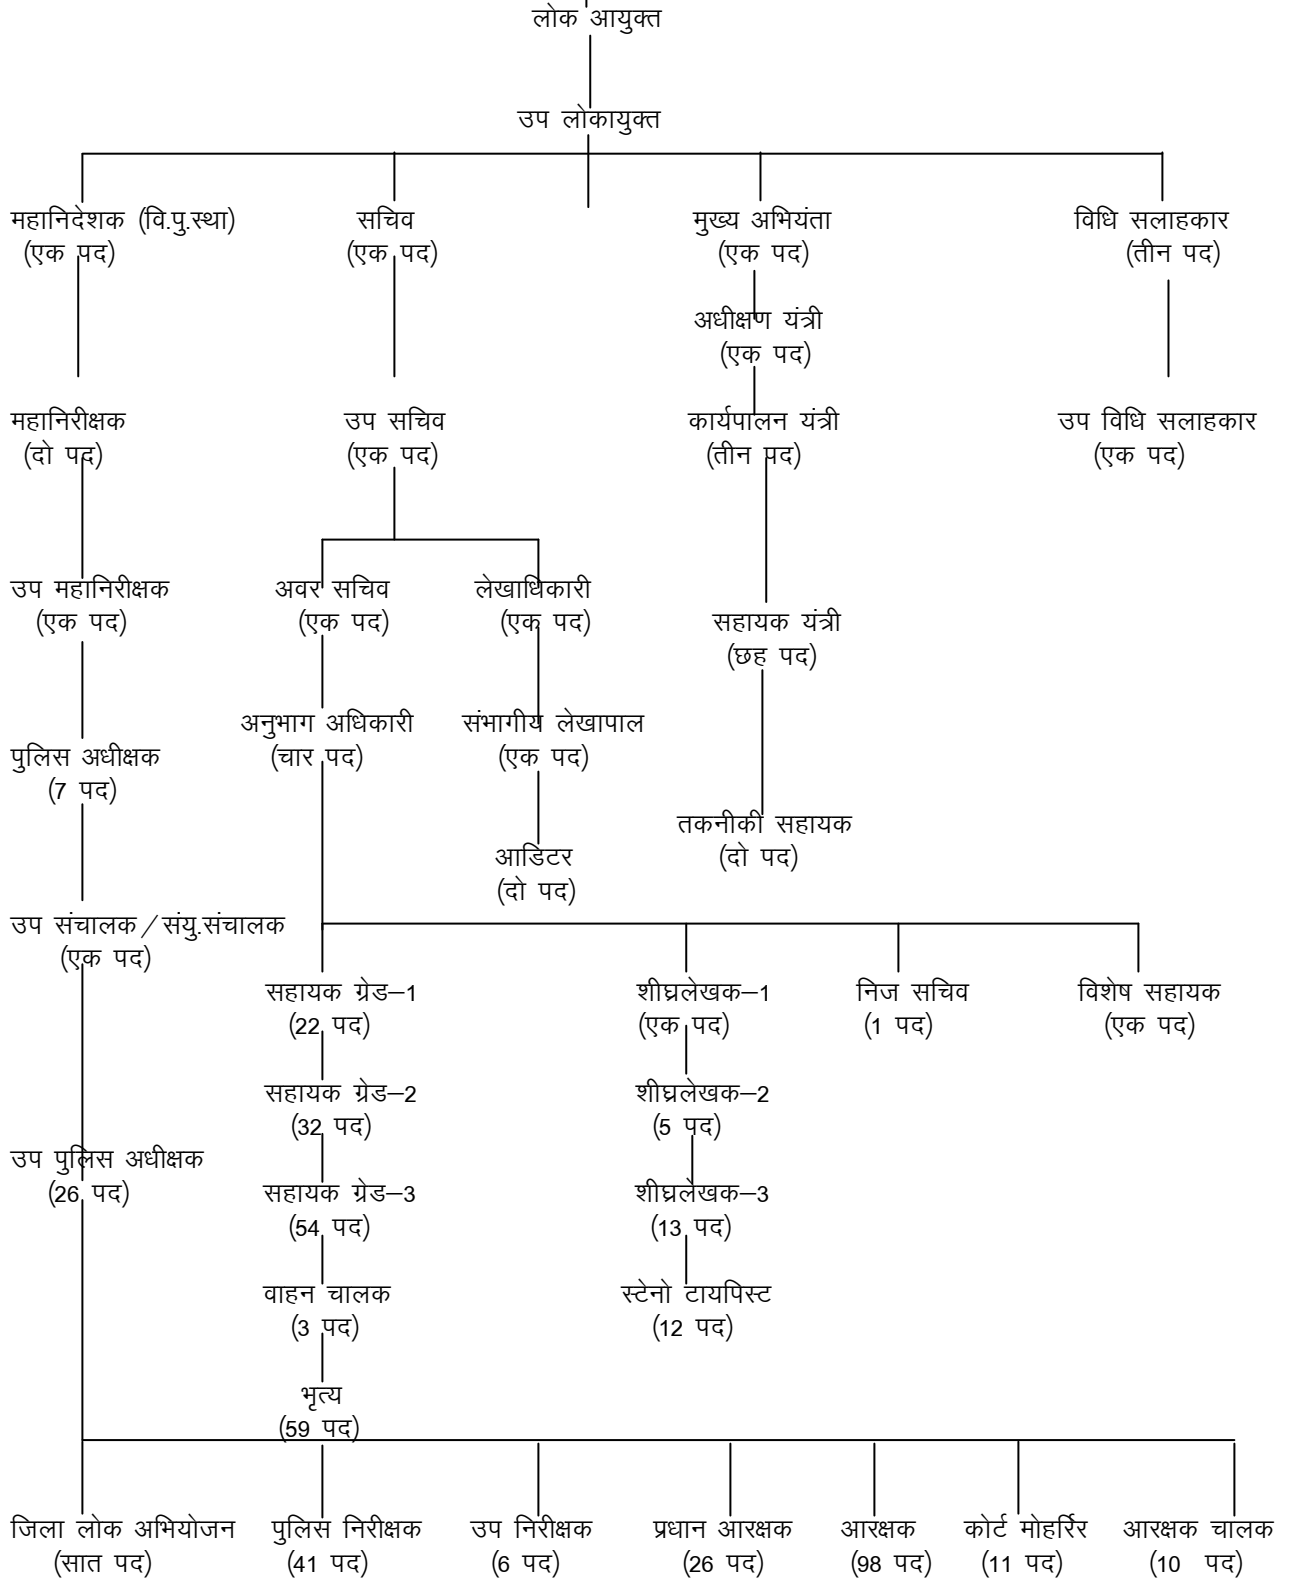 लोक आयुक्त
उप लोकायुक्त
महानिदेशक (वि.पु.स्था) सचिव मुख्य अभियंता विधि सलाहकार
(एक पद) (एक पद) (एक पद) (तीन पद)
अधीक्षण यंत्री
(एक पद)
महानिरीक्षक उप सचिव कार्यपालन यंत्री उप विधि सलाहकार
(दो पद) (एक पद) (तीन पद) (एक पद)
उप महानिरीक्षक अवर सचिव लेखाधिकारी
(एक पद) (एक पद) (एक पद)
सहायक यंत्री
(छह पद)
अनुभाग अधिकारी संभागीय लेखापाल
(चार पद) (एक पद)
पुलिस अधीक्षक
(7 पद)
तकनीकी सहायक
(दो पद)
आडिटर
(दो पद)
उप संचालक/संयु.संचालक
(एक पद)
सहायक ग्रेड–1 शीघ्रलेखक–1 निज सचिव विशेष सहायक
(22 पद) (एक पद) (1 पद) (एक पद)
सहायक ग्रेड–2 शीघ्रलेखक–2
(32 पद) (5 पद)
उप पुलिस अधीक्षक
(26 पद)
सहायक ग्रेड–3 शीघ्रलेखक–3
(54 पद) (13 पद)
वाहन चालक स्टेनो टायपिस्ट
(3 पद) (12 पद)
भृत्य
(59 पद)
जिला लोक अभियोजन पुलिस निरीक्षक उप निरीक्षक प्रधान आरक्षक आरक्षक कोर्ट मोहर्रिर आरक्षक चालक
(सात पद) (41 पद) (6 पद) (26 पद) (98 पद) (11 पद) (10 पद)